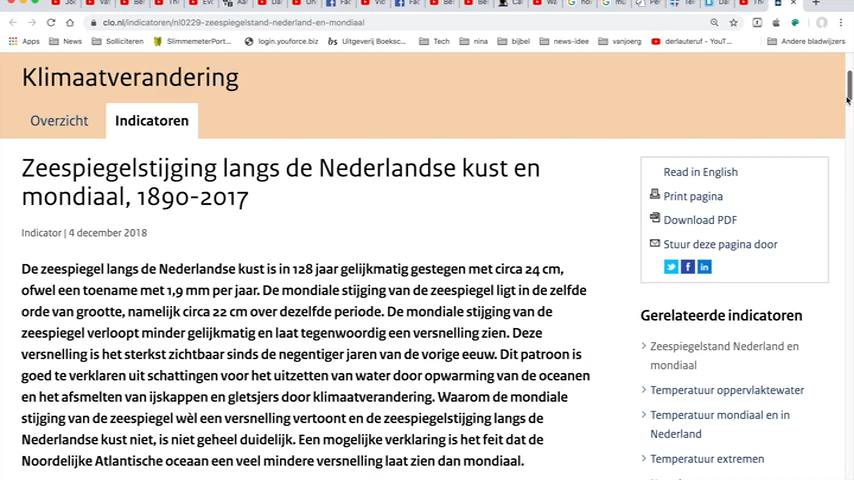 clo.nl/indicatoren/nl0229-zeespiegelstand-nederland-en-mondiaal
Apps News Solliciteren SlimmemeterPort... login.youforce.biz bs Uitgeverij Boeksc... Tech nina bijbel news-idee vanjoerg derlauteruf - YouT... Andere bladwijzers
Klimaatverandering
Overzicht Indicatoren
Zeespiegelstijging langs de Nederlandse kust en
mondiaal, 1890-2017
Indicator | 4 december 2018
De zeespiegel langs de Nederlandse kust is in 128 jaar gelijkmatig gestegen met circa 24 cm,
ofwel een toename met 1,9 mm per jaar. De mondiale stijging van de zeespiegel ligt in de zelfde
orde van grootte, namelijk circa 22 cm over dezelfde periode. De mondiale stijging van de
zeespiegel verloopt minder gelijkmatig en laat tegenwoordig een versnelling zien. Deze
versnelling is het sterkst zichtbaar sinds de negentiger jaren van de vorige eeuw. Dit patroon is
goed te verklaren uit schattingen voor het uitzetten van water door opwarming van de oceanen
en het afsmelten van ijskappen en gletsjers door klimaatverandering. Waarom de mondiale
stijging van de zeespiegel wèl een versnelling vertoont en de zeespiegelstijging langs de
Nederlandse kust niet, is niet geheel duidelijk. Een mogelijke verklaring is het feit dat de
Noordelijke Atlantische oceaan een veel mindere versnelling laat zien dan mondiaal.
Read in English
Print pagina
Download PDF
Stuur deze pagina door
Gerelateerde indicatoren
Zeespiegelstand Nederland en
mondiaal
Temperatuur oppervlaktewater
Temperatuur mondiaal en in
Nederland
Temperatuur extremen